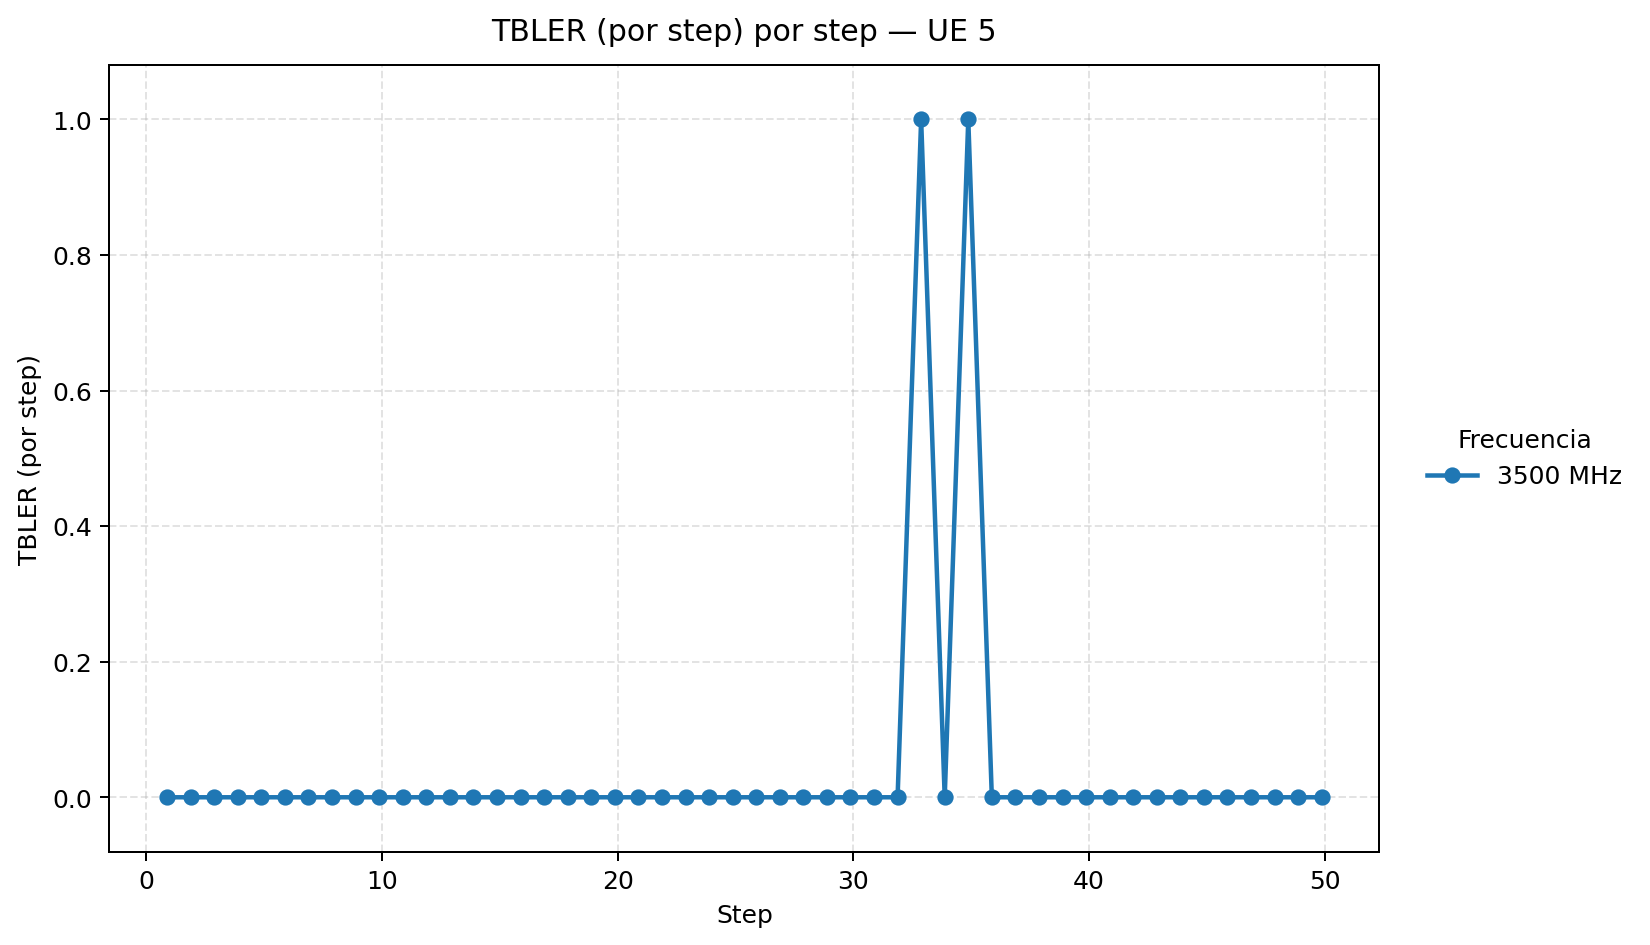 TBLER (por step) por step — UE 5
1.0
0.8
0.6
0.4
0.2
0.0
TBLER (por step)
0
10
20
30
40
50
Step
Frecuencia
3500 MHz